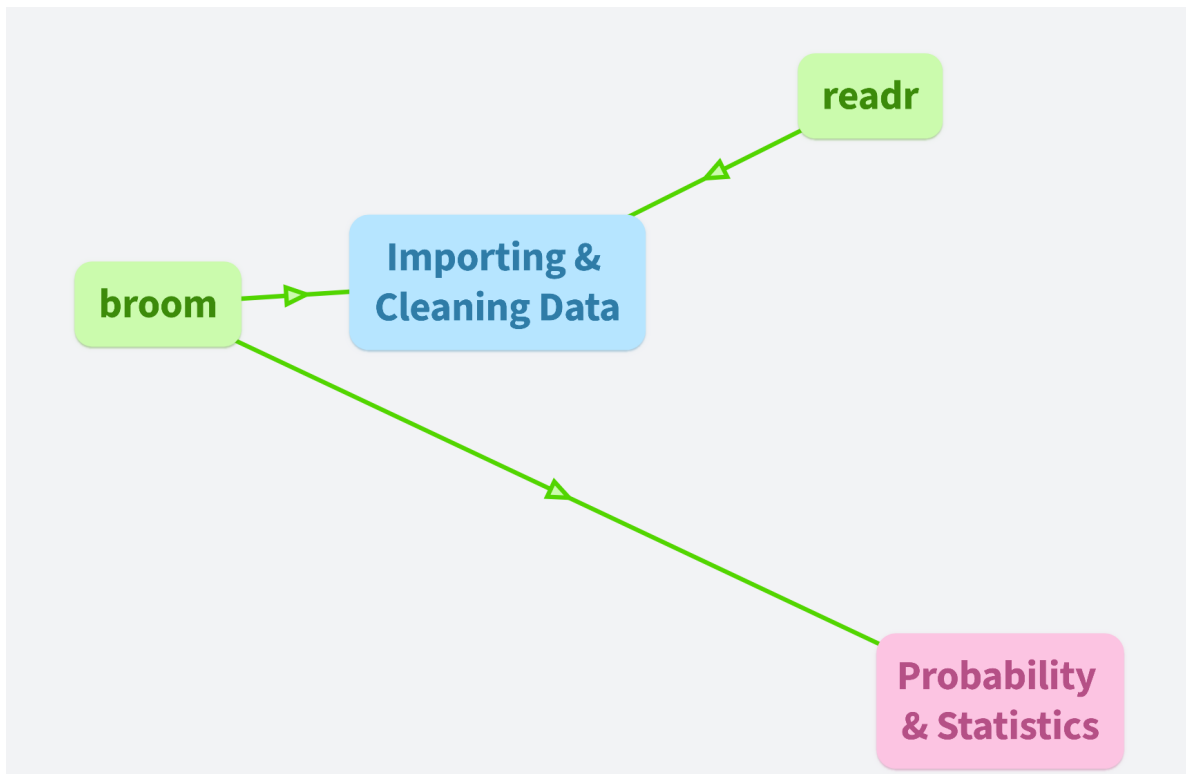 readr
Importing &
Cleaning Data
broom
Probability
& Statistics